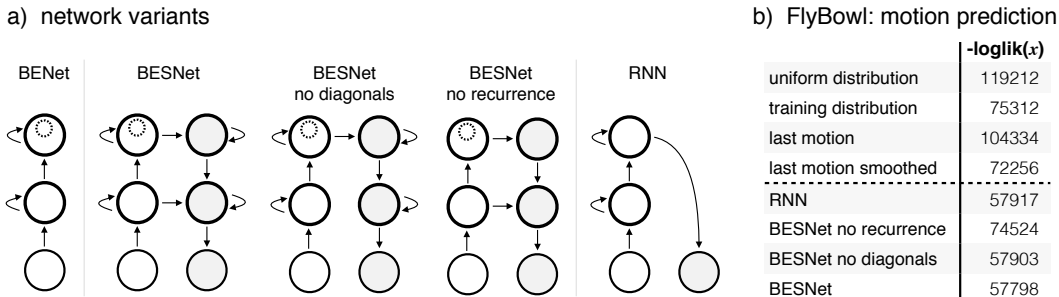 a) network variants
BENet
BESNet
BESNet
no diagonals
BESNet
no recurrence
RNN
b) FlyBowl: motion prediction
-loglik(x)
uniform distribution 119212
training distribution 75312
last motion 104334
last motion smoothed 72256
RNN 57917
BESNet no recurrence 74524
BESNet no diagonals 57903
BESNet 57798